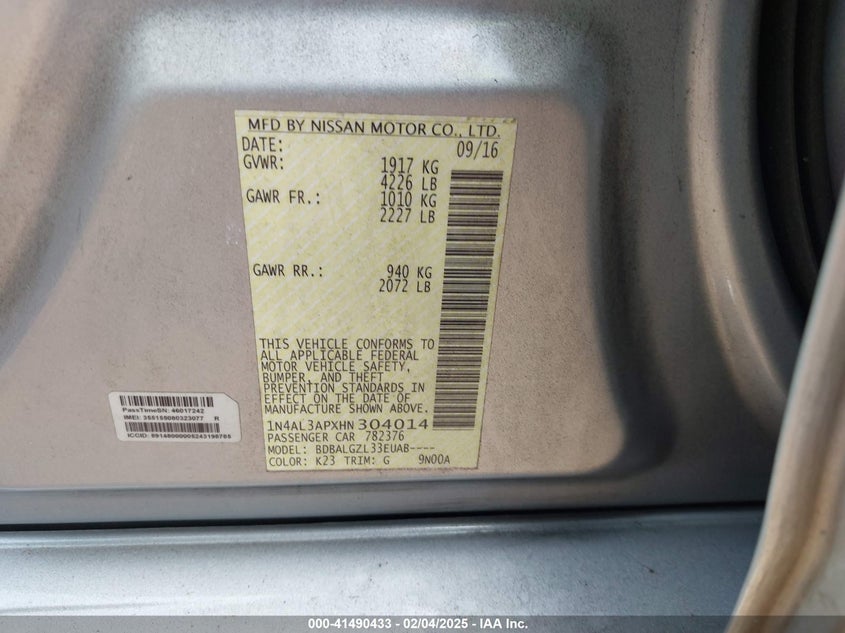 MFD BY NISSAN MOTOR CO., LTD.
DATE: 09/16
GVWR: 1917 KG
4226 LB
GAWR FR.: 1010 KG
2227 LB
GAWR RR.: 940 KG
2072 LB
THIS VEHICLE CONFORMS TO
ALL APPLICABLE FEDERAL
MOTOR VEHICLE SAFETY,
BUMPER, AND THEFT
PREVENTION STANDARDS IN
EFFECT ON THE DATE OF
MANUFACTURE SHOWN ABOVE.
1N4AL3APXHN304014
PASSENGER CAR 782376
MODEL: BDBALGZL33EUAB----
COLOR: K23 TRIM: G 9N00A
PassTimeSN: 46017242
IMEI: 355155060323077 R
ICCID: 89148000005243198785
000-41490433 - 02/04/2025 - IAA Inc.